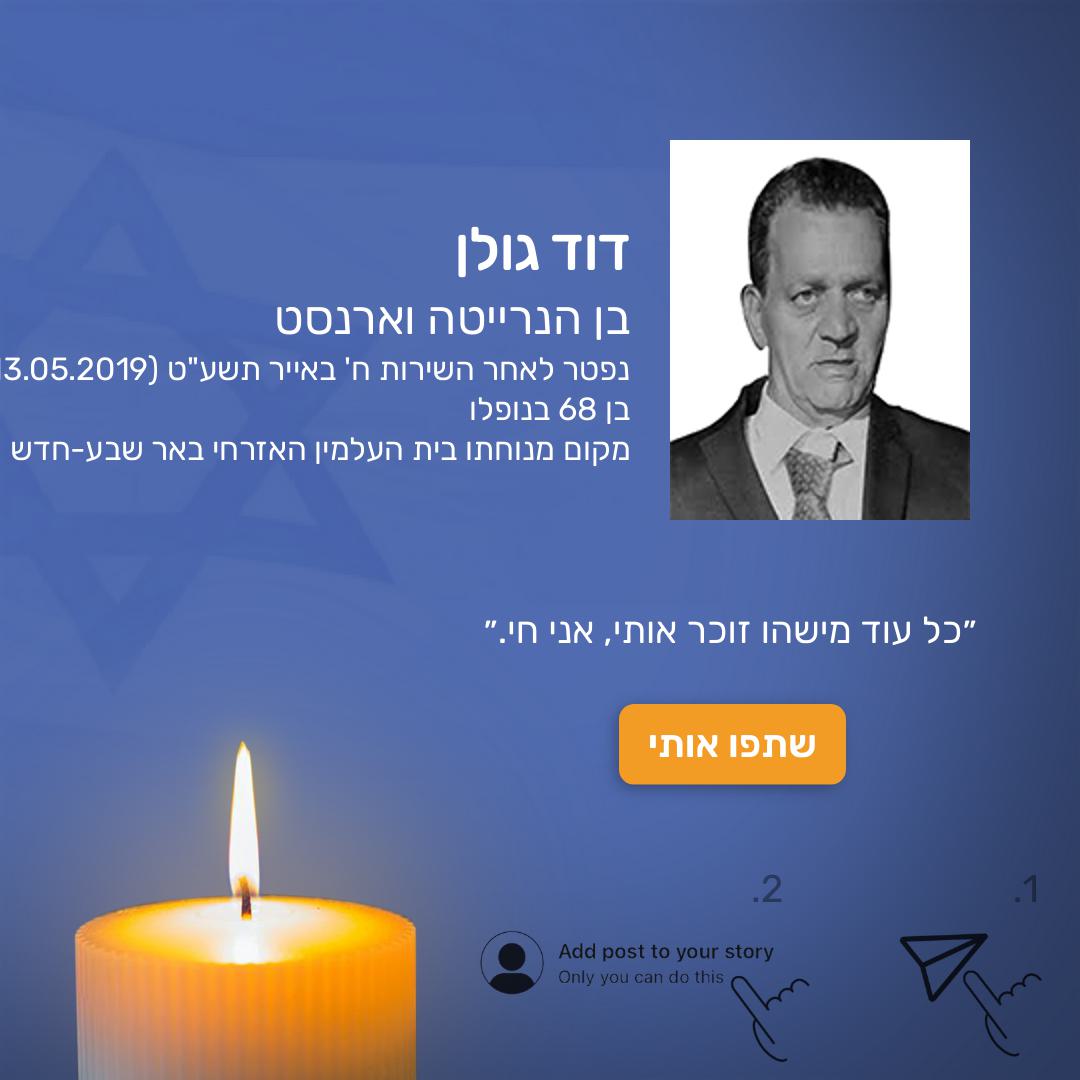 דוד גולן
בן הנרייטה וארנסט
נפטר לאחר השירות ח' באייר תשע"ט (13.05.2019
בן 68 בנופלו
מקום מנוחתו בית העלמין האזרחי באר שבע-חדש
״כל עוד מישהו זוכר אותי, אני חי.״
שתפו אותי
.1
.2
Add post to your story
Only you can do this